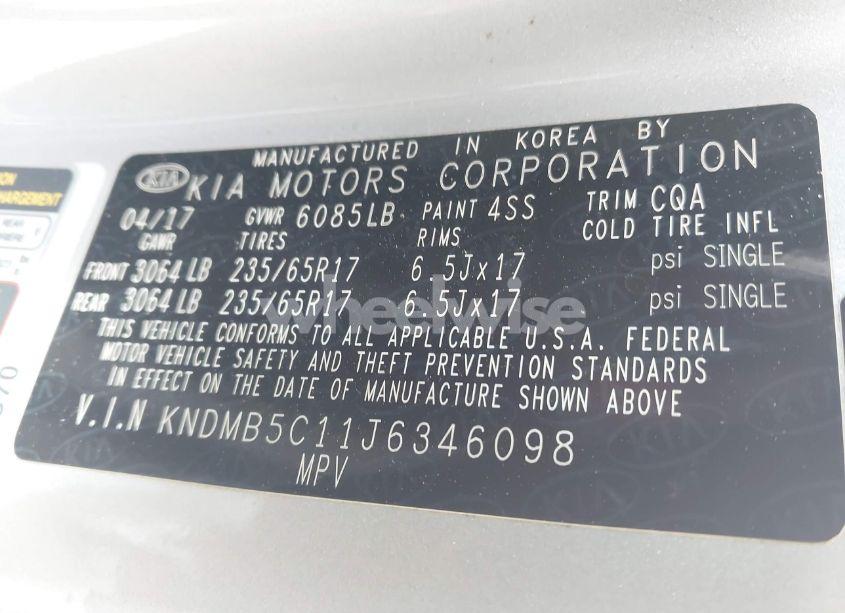 MANUFACTURED IN KOREA BY
KIA KIA MOTORS CORPORATION
04/17 GVWR 6085LB PAINT 4SS TRIM CQA
GAWR TIRES RIMS COLD TIRE INFL
FRONT 3064 LB 235/65R17 6.5Jx17 psi SINGLE
REAR 3064 LB 235/65R17 6.5Jx17 psi SINGLE
wheelwise
THIS VEHICLE CONFORMS TO ALL APPLICABLE U.S.A. FEDERAL
MOTOR VEHICLE SAFETY AND THEFT PREVENTION STANDARDS
IN EFFECT ON THE DATE OF MANUFACTURE SHOWN ABOVE
V.I.N KNDMB5C11J6346098
MPV
REAR